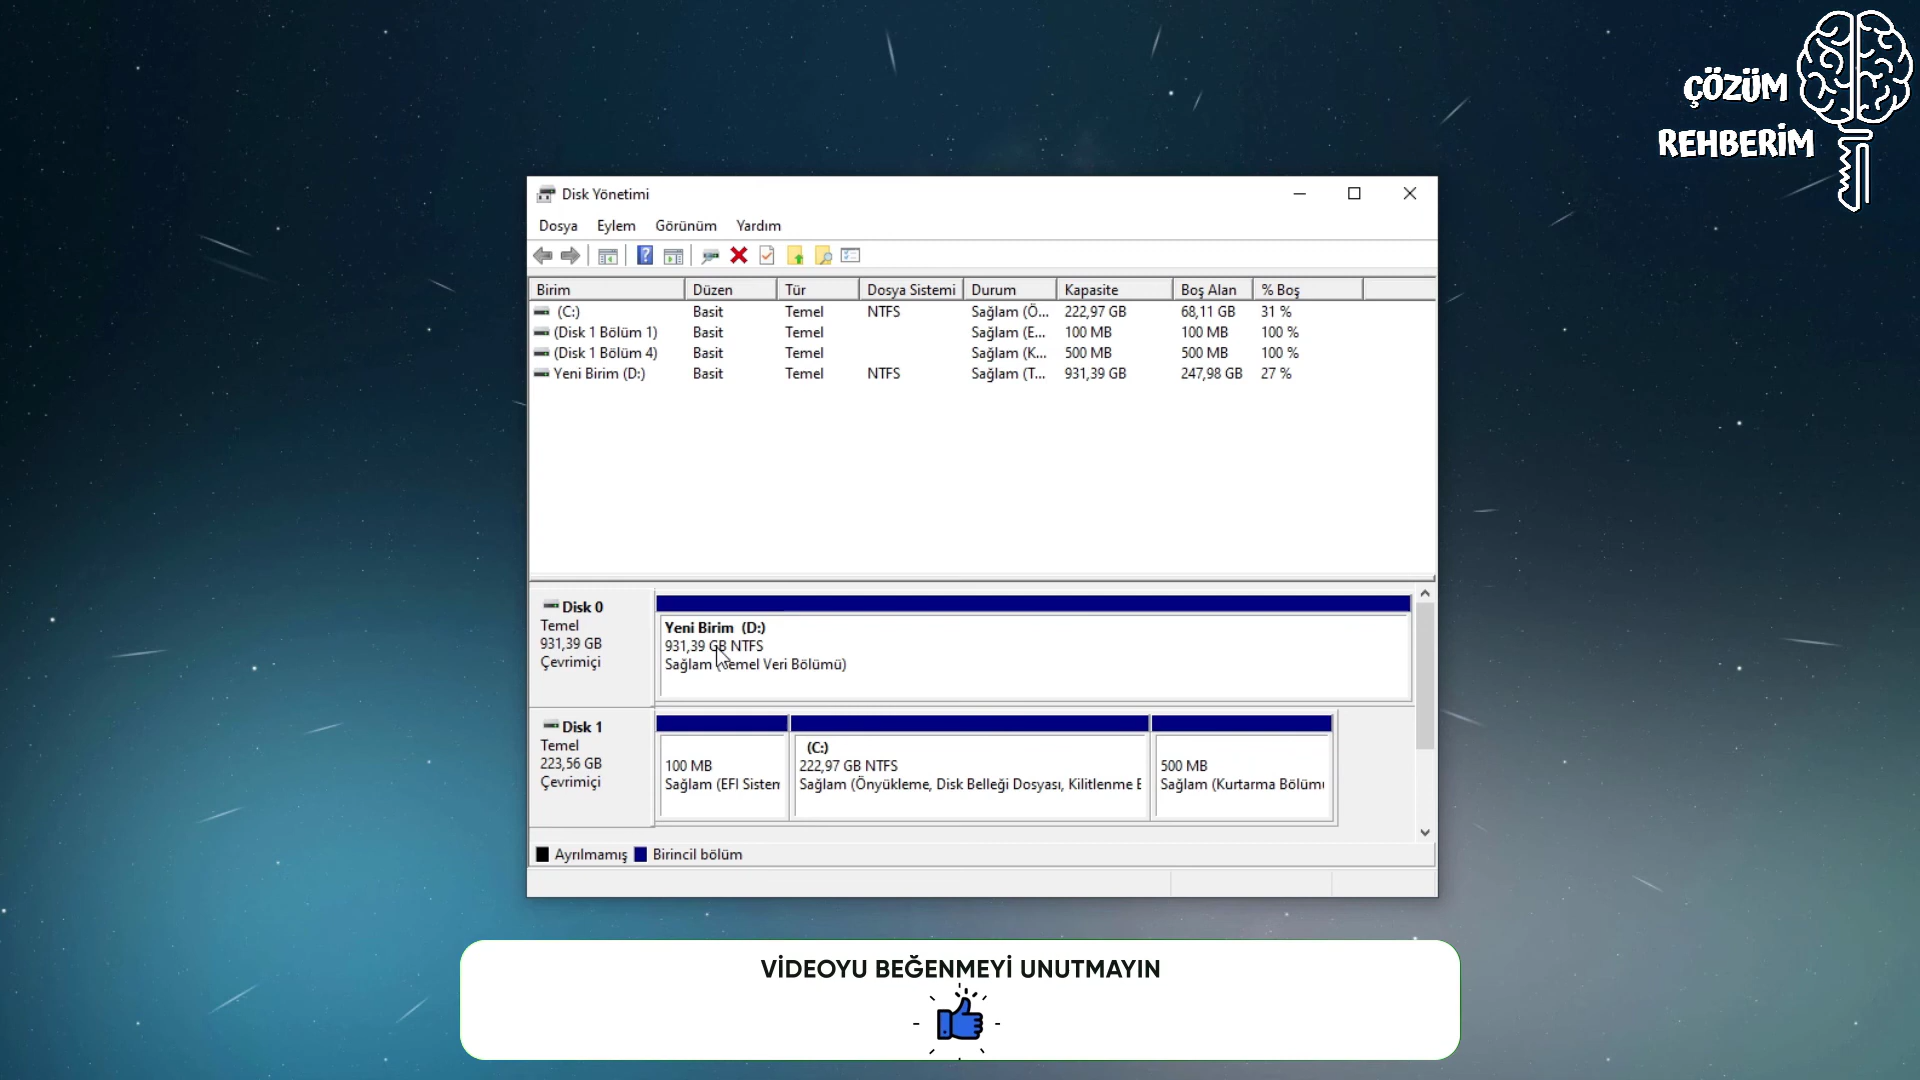 ÇÖZÜM
REHBERİM
Disk Yönetimi
Dosya Eylem Görünüm Yardım
Birim Düzen Tür Dosya Sistemi Durum Kapasite Boş Alan % Boş
(C:) Basit Temel NTFS Sağlam (Ö... 222,97 GB 68,11 GB 31 %
(Disk 1 Bölüm 1) Basit Temel Sağlam (E... 100 MB 100 MB 100 %
(Disk 1 Bölüm 4) Basit Temel Sağlam (K... 500 MB 500 MB 100 %
Yeni Birim (D:) Basit Temel NTFS Sağlam (T... 931,39 GB 247,98 GB 27 %
Disk 0
Temel
931,39 GB
Çevrimiçi
Yeni Birim (D:)
931,39 GB NTFS
Sağlam (Temel Veri Bölümü)
Disk 1
Temel
223,56 GB
Çevrimiçi
100 MB
Sağlam (EFI Sisten
(C:)
222,97 GB NTFS
Sağlam (Önyükleme, Disk Belleği Dosyası, Kilitlenme E
500 MB
Sağlam (Kurtarma Bölümü
Ayrılmamış Birincil bölüm
VİDEOYU BEĞENMEYİ UNUTMAYIN